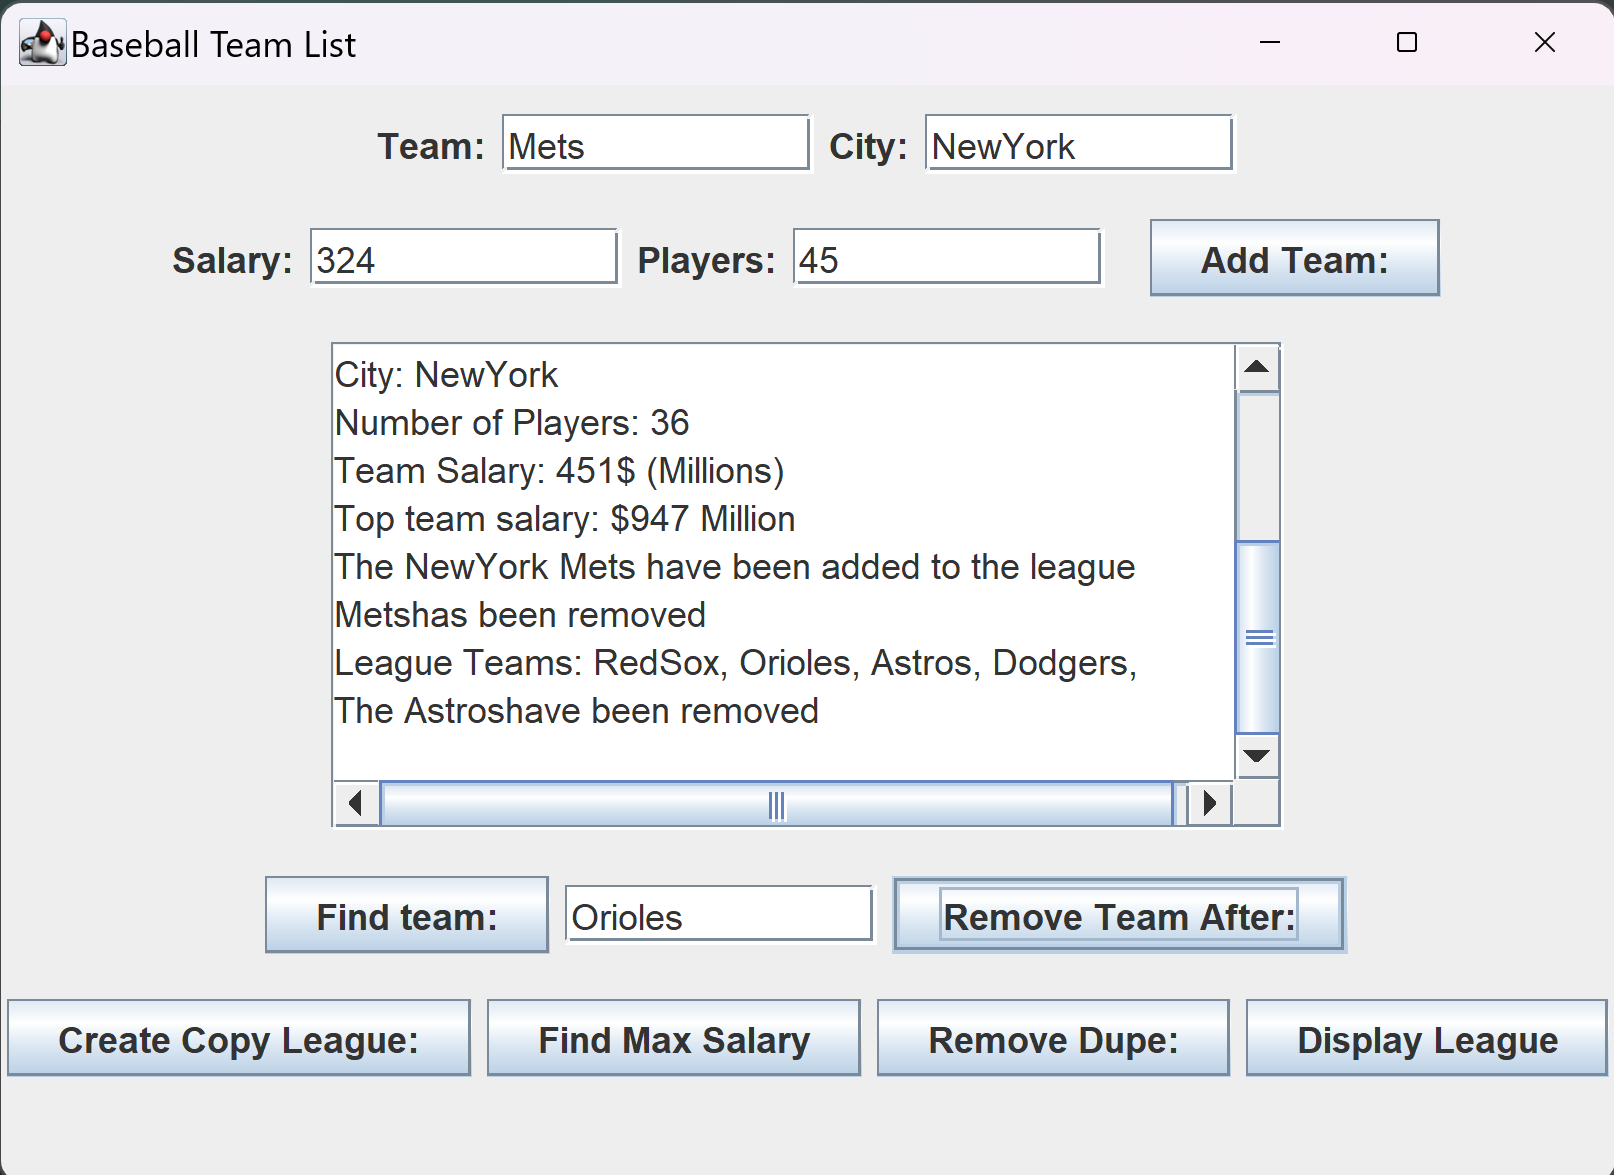 Baseball Team List
Team: Mets City: NewYork
Salary: 324 Players: 45 Add Team:
City: NewYork
Number of Players: 36
Team Salary: 451$ (Millions)
Top team salary: $947 Million
The NewYork Mets have been added to the league
Metshas been removed
League Teams: RedSox, Orioles, Astros, Dodgers,
The Astroshave been removed
Find team: Orioles Remove Team After:
Create Copy League: Find Max Salary Remove Dupe: Display League